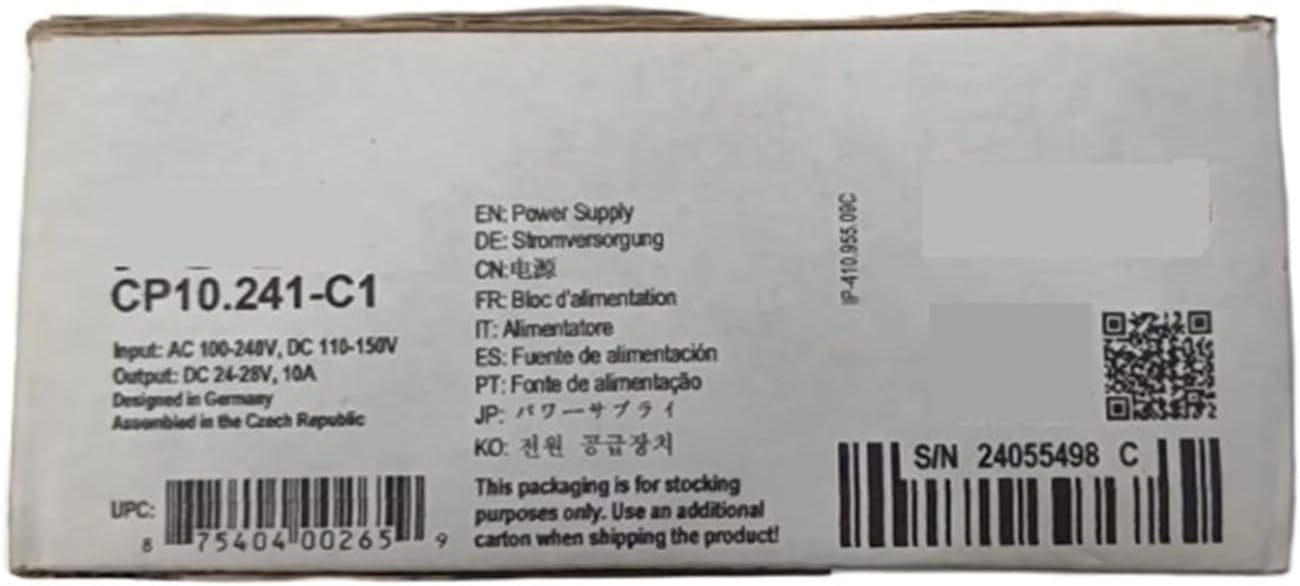 CP10.241-C1
Input: AC 100-240V, DC 110-150V
Output: DC 24-28V, 10A
Designed in Germany
Assembled in the Czech Republic
UPC:
8 75404 00265 9
EN: Power Supply
DE: Stromversorgung
CN:电源
FR: Bloc d'alimentation
IT: Alimentatore
ES: Fuente de alimentación
PT: Fonte de alimentação
JP: パワーサプライ
KO: 전원 공급장치
This packaging is for stocking
purposes only. Use an additional
carton when shipping the product!
IP-410.955.09C
S/N 24055498 C